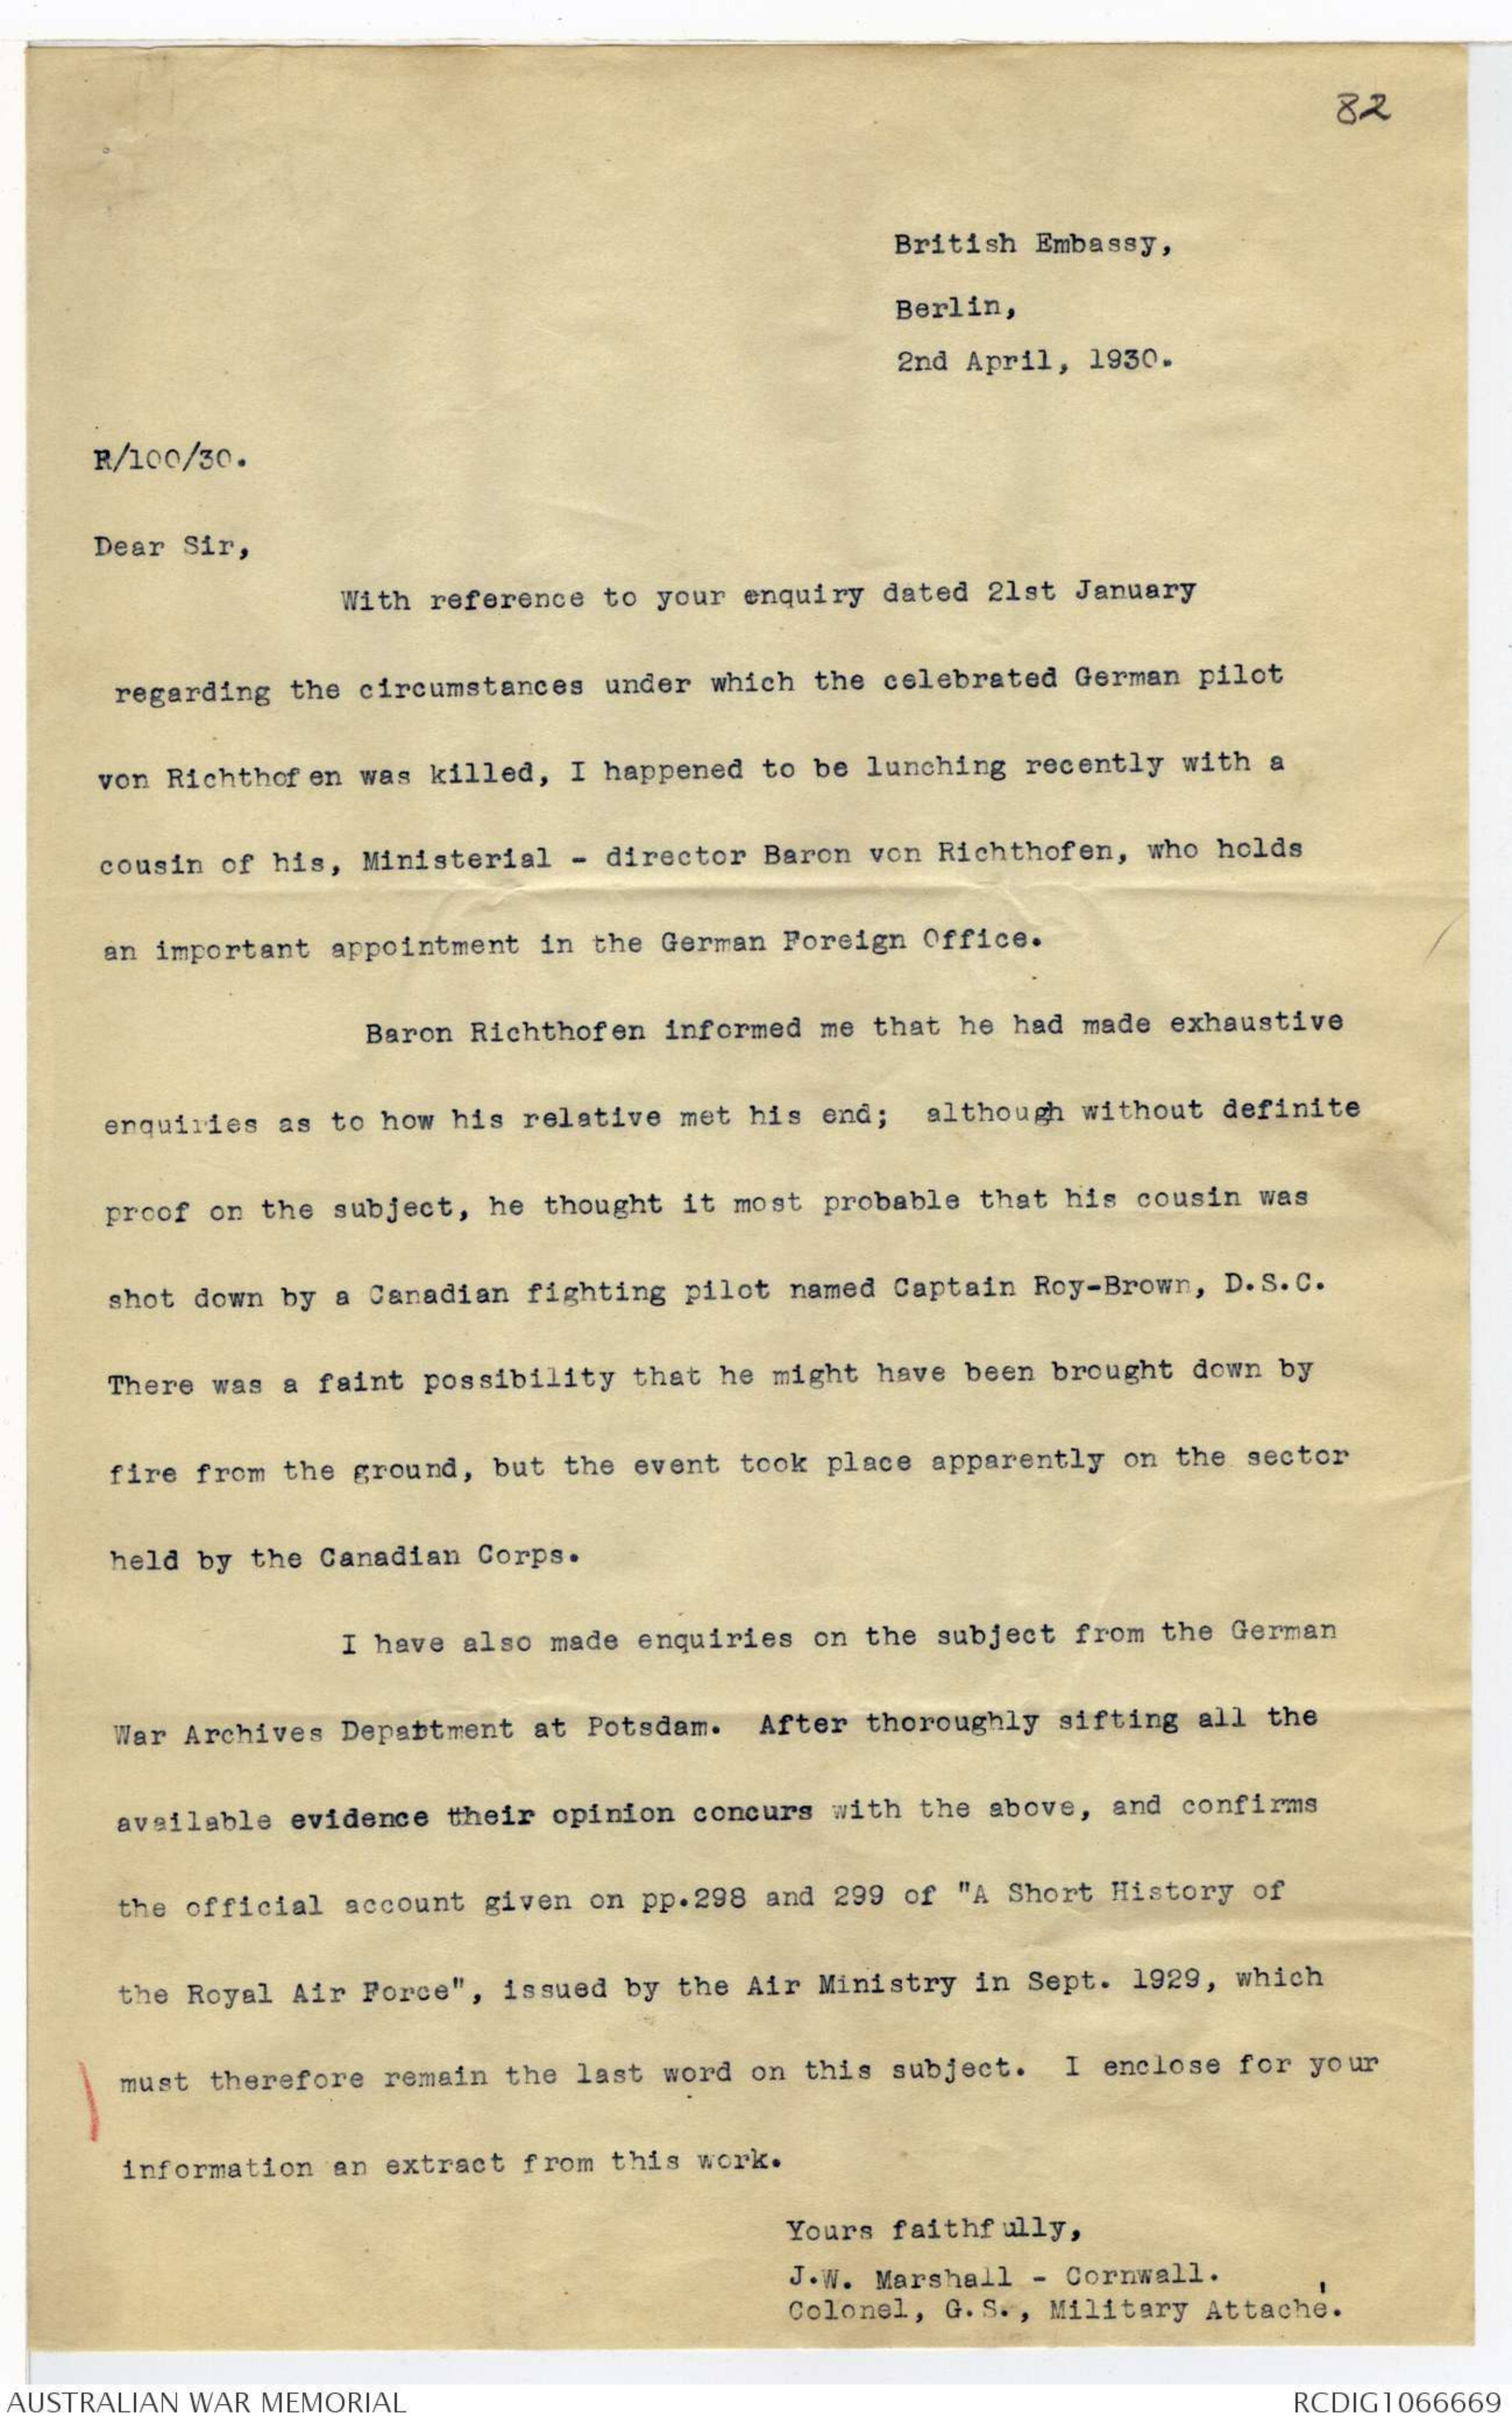 82
British Embassy,
Berlin,
2nd April, 1930.
R/100/30.
Dear Sir,
With reference to your enquiry dated 21st January
regarding the circumstances under which the celebrated German pilot
von Richthofen was killed, I happened to be lunching recently with a
cousin of his, Ministerial - director Baron von Richthofen, who holds
an important appointment in the German Foreign Office.
Baron Richthofen informed me that he had made exhaustive
enquiries as to how his relative met his end; although without definite
proof on the subject, he thought it most probable that his cousin was
shot down by a Canadian fighting pilot named Captain Roy-Brown, D.S.C.
There was a faint possibility that he might have been brought down by
fire from the ground, but the event took place apparently on the sector
held by the Canadian Corps.
I have also made enquiries on the subject from the German
War Archives Depattment at Potsdam. After thoroughly sifting all the
available evidence their opinion concurs with the above, and confirms
the official account given on pp.298 and 299 of "A Short History of
the Royal Air Force", issued by the Air Ministry in Sept. 1929, which
must therefore remain the last word on this subject. I enclose for your
information an extract from this work.
Yours faithfully,
J.W. Marshall - Cornwall.
Colonel, G.S., Military Attaché.
AUSTRALIAN WAR MEMORIAL
RCDIG1066669